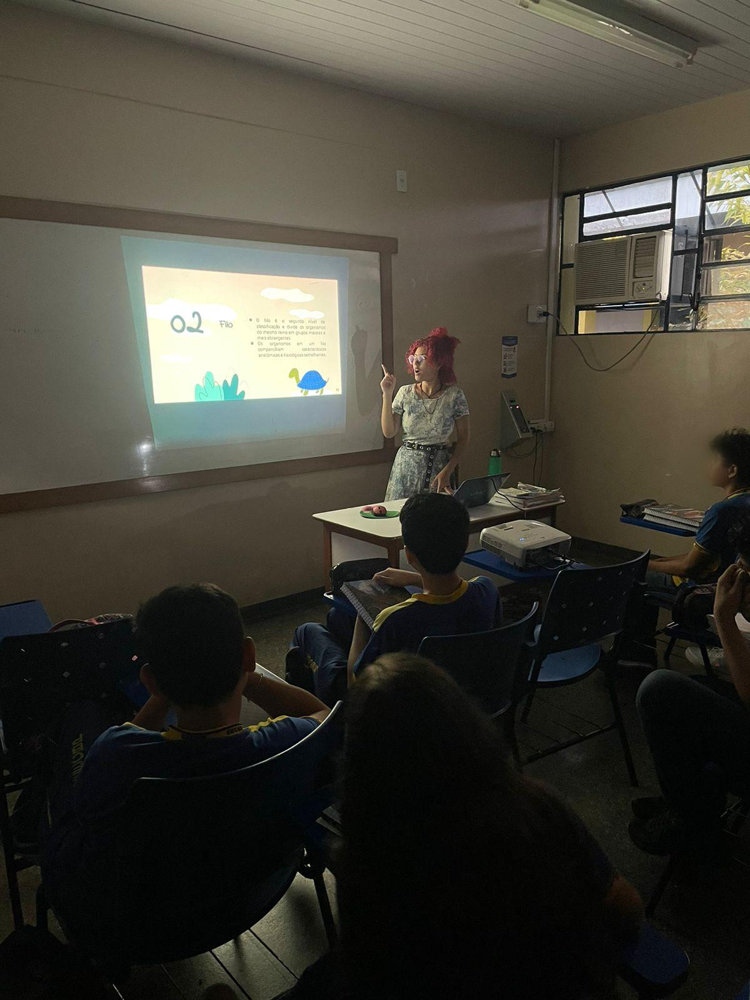 02
Filo
O filo é o segundo nível de
classificação e divide os organismos
do mesmo reino em grupos maiores e
mais abrangentes.
Os organismos em um filo
compartilham características
anatômicas e fisiológicas semelhantes.